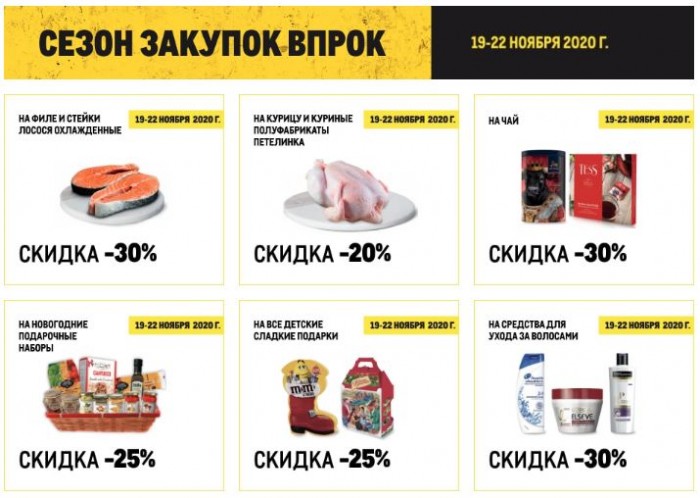 СЕЗОН ЗАКУПОК ВПРОК
19-22 НОЯБРЯ 2020 Г.
НА ФИЛЕ И СТЕЙКИ
ЛОСОСЯ ОХЛАЖДЕННЫЕ
19-22 НОЯБРЯ 2020 Г.
СКИДКА -30%
НА КУРИЦУ И КУРИНЫЕ
ПОЛУФАБРИКАТЫ
ПЕТЕЛИНКА
19-22 НОЯБРЯ 2020 Г.
СКИДКА -20%
НА ЧАЙ
19-22 НОЯБРЯ 2020 Г.
TESS
СКИДКА -30%
НА НОВОГОДНИЕ
ПОДАРОЧНЫЕ
НАБОРЫ
19-22 НОЯБРЯ 2020 Г.
СКИДКА -25%
НА ВСЕ ДЕТСКИЕ
СЛАДКИЕ ПОДАРКИ
19-22 НОЯБРЯ 2020 Г.
m&m's
СКИДКА -25%
НА СРЕДСТВА ДЛЯ
УХОДА ЗА ВОЛОСАМИ
19-22 НОЯБРЯ 2020 Г.
ELSEVE
СКИДКА -30%